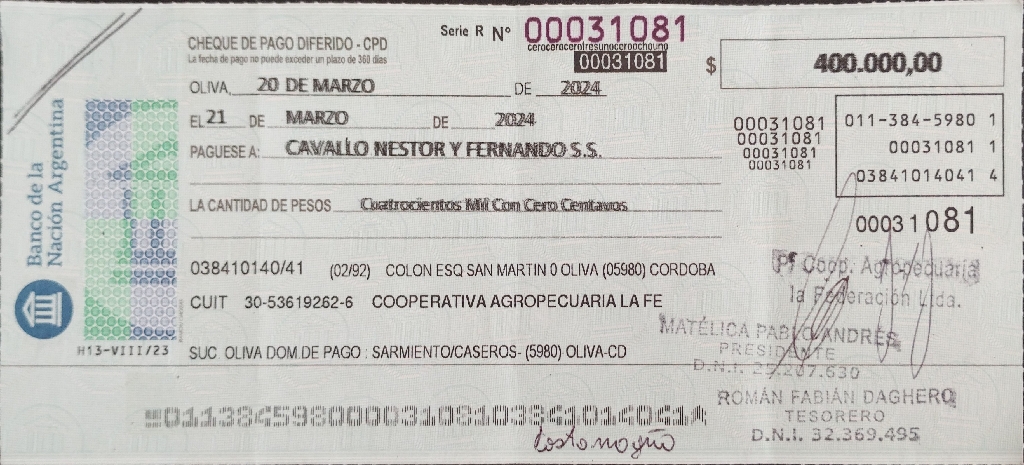 Serie R Nº 00031081
cerocerocerotresunoceroochouno
00031081
CHEQUE DE PAGO DIFERIDO - CPD
La fecha de pago no puede exceder un plazo de 360 días
$ 400.000,00
OLIVA, 20 DE MARZO DE 2024
EL 21 DE MARZO DE 2024
PAGUESE A: CAVALLO NESTOR Y FERNANDO S.S.
00031081
00031081
00031081
00031081
011-384-5980 1
00031081 1
03841014041 4
LA CANTIDAD DE PESOS Cuatrocientos Mil Con Cero Centavos
00031081
Banco de la
Nación Argentina
H13-VIII/23
038410140/41 (02/92) COLON ESQ SAN MARTIN 0 OLIVA (05980) CORDOBA
CUIT 30-53619262-6 COOPERATIVA AGROPECUARIA LA FE
SUC. OLIVA DOM.DE PAGO : SARMIENTO/CASEROS- (5980) OLIVA-CD
P/ Coop. Agropecuaria
la Federación Ltda.
MATÉLICA PABLO ANDRÉS
PRESIDENTE
D.N.I. 25.207.630
ROMÁN FABIÁN DAGHERO
TESORERO
D.N.I. 32.369.495
011384598000031081038410140414